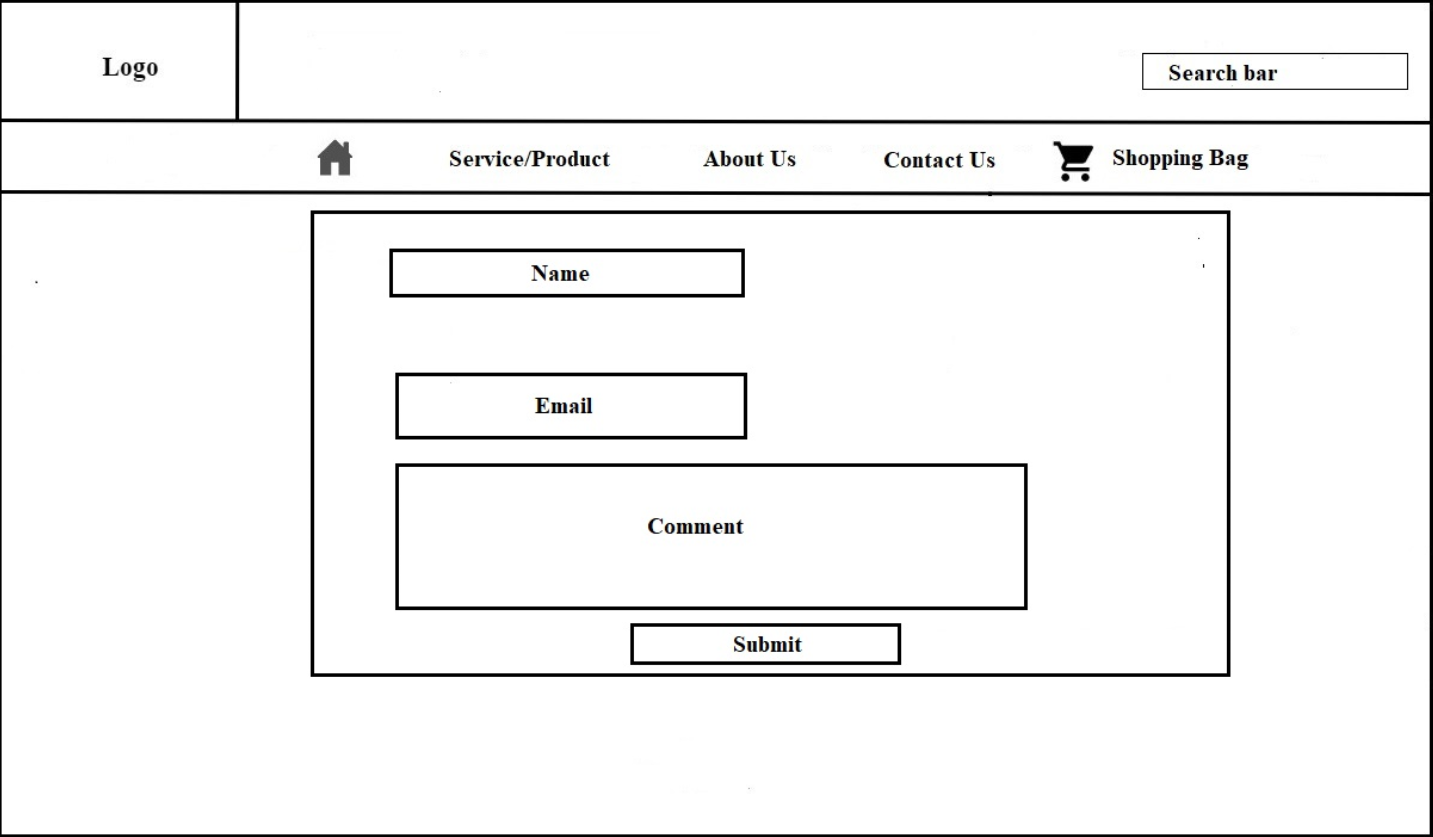 Logo
Search bar
Service/Product
About Us
Contact Us
Shopping Bag
Name
Email
Comment
Submit